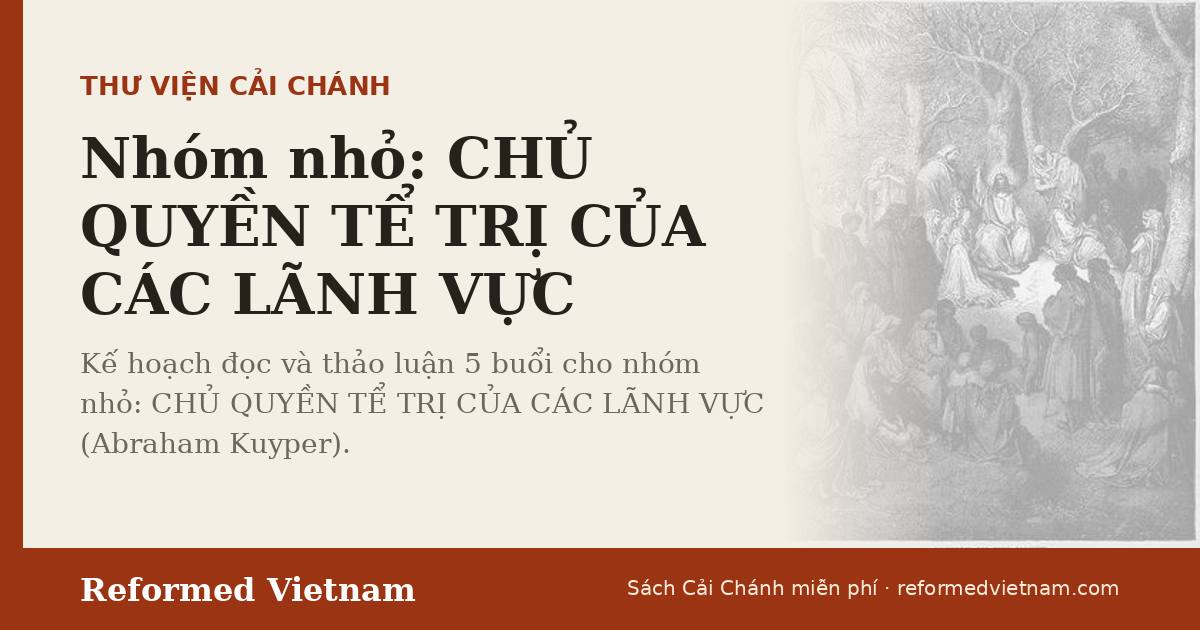 THƯ VIỆN CẢI CHÁNH
Nhóm nhỏ: CHỦ
QUYỀN TỂ TRỊ CỦA
CÁC LÃNH VỰC
Kế hoạch đọc và thảo luận 5 buổi cho nhóm
nhỏ: CHỦ QUYỀN TỂ TRỊ CỦA CÁC LÃNH VỰC
(Abraham Kuyper).
Reformed Vietnam
Sách Cải Chánh miễn phí · reformedvietnam.com